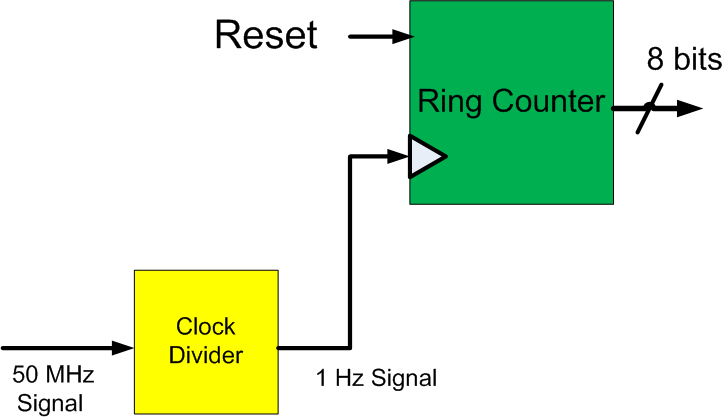 Reset
8 bits
Ring Counter
Clock
Divider
50 MHz
Signal
1 Hz Signal